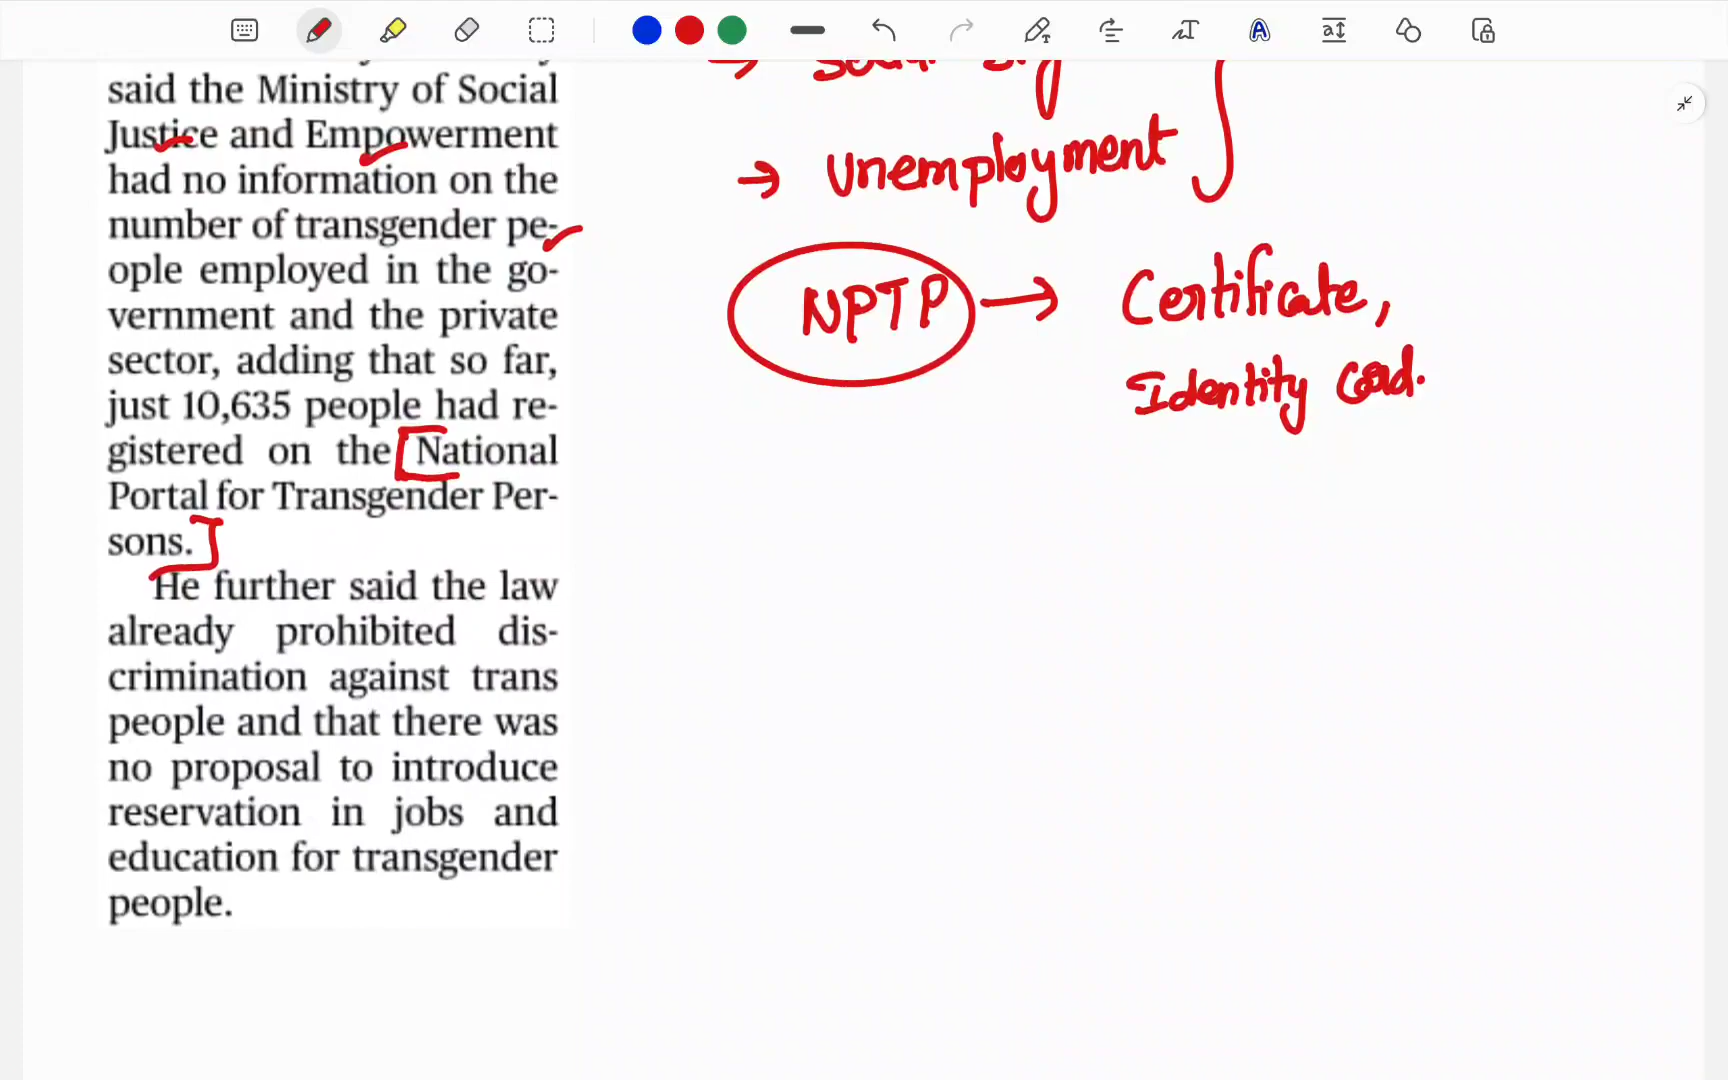 said the Ministry of Social
Justice and Empowerment
had no information on the
number of transgender pe-
ople employed in the go-
vernment and the private
sector, adding that so far,
just 10,635 people had re-
gistered on the National
Portal for Transgender Per-
sons.
He further said the law
already prohibited dis-
crimination against trans
people and that there was
no proposal to introduce
reservation in jobs and
education for transgender
people.
→ unemployment
NPTP → Certificate,
Identity Card.